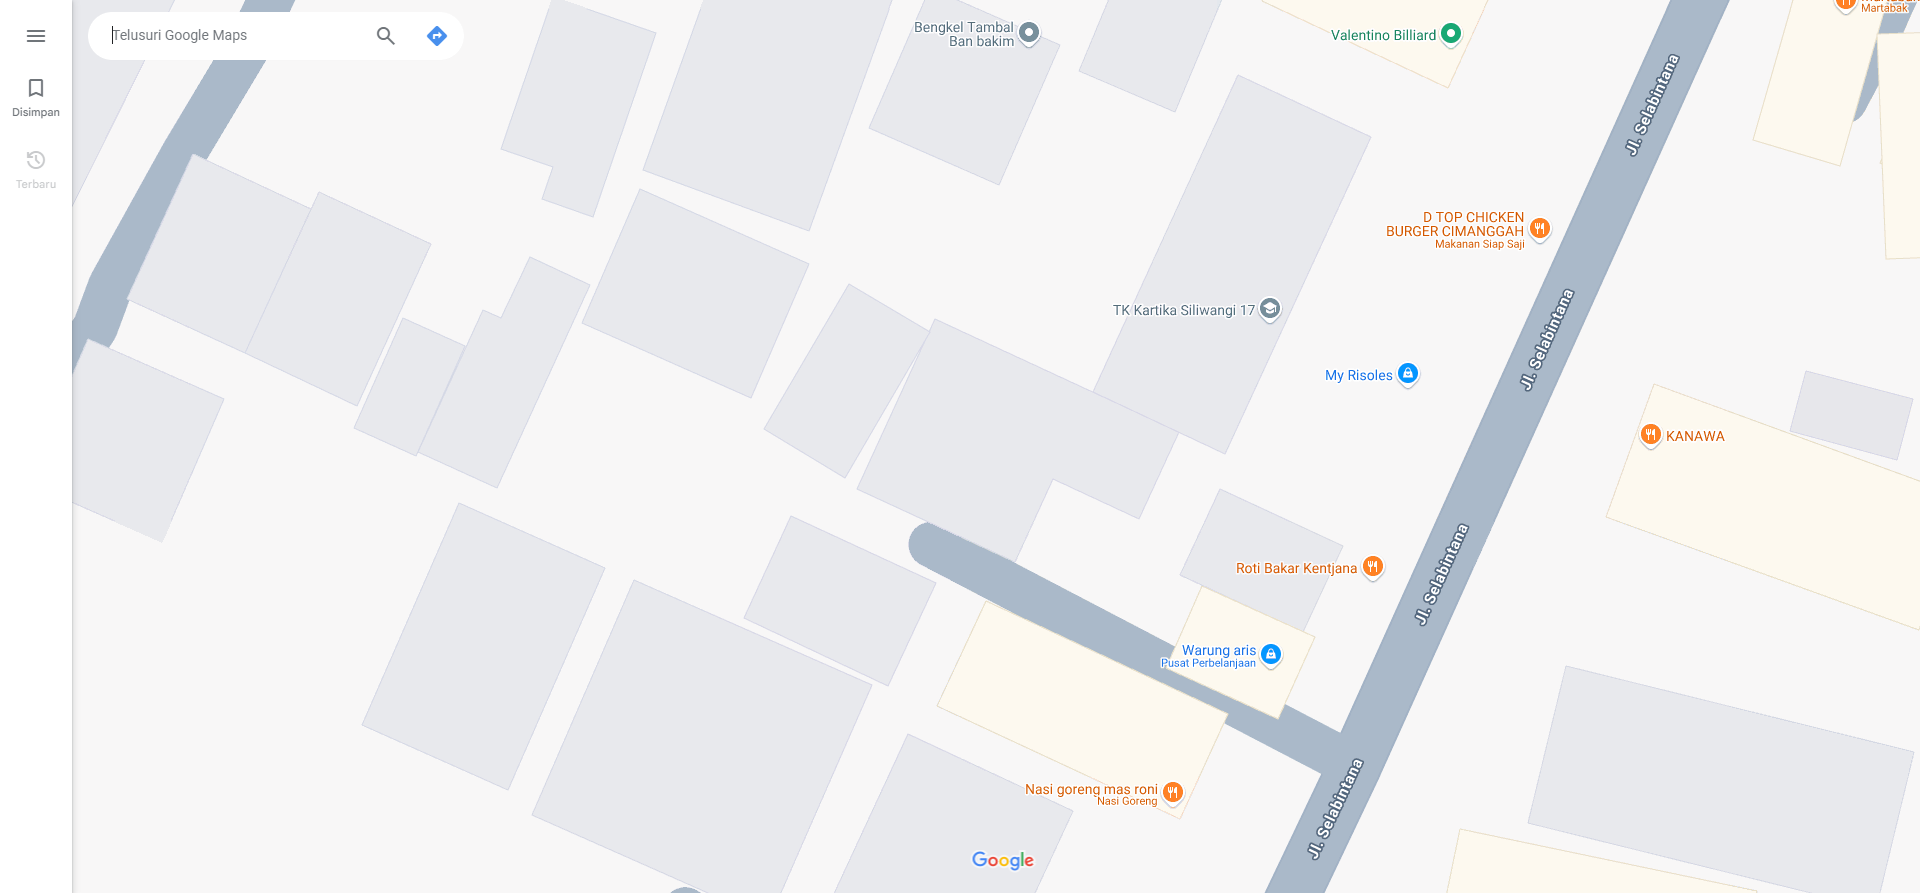 Telusuri Google Maps
Disimpan
Terbaru
Bengkel Tambal
Ban bakim
Valentino Billiard
Martabak
Jl. Selabintana
D TOP CHICKEN
BURGER CIMANGGAH
Makanan Siap Saji
TK Kartika Siliwangi 17
Jl. Selabintana
My Risoles
KANAWA
Roti Bakar Kentjana
Jl. Selabintana
Warung aris
Pusat Perbelanjaan
Nasi goreng mas roni
Nasi Goreng
Jl. Selabintana
Google